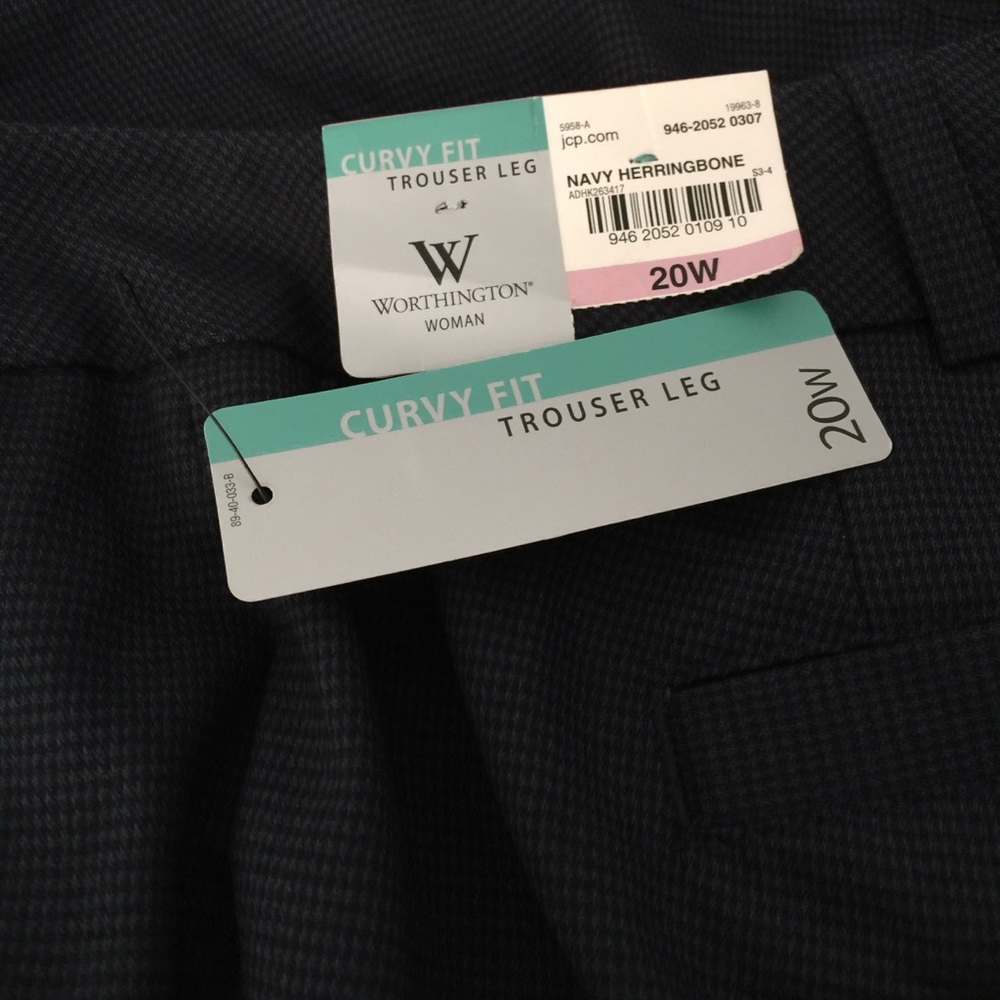 CURVY FIT
TROUSER LEG
W
WORTHINGTON®
WOMAN
5958-A
19963-8
jcp.com
946-2052 0307
NAVY HERRINGBONE
ADHK263417
S3-4
946 2052 0109 10
20W
CURVY FIT
TROUSER LEG
20W
89-40-033-B